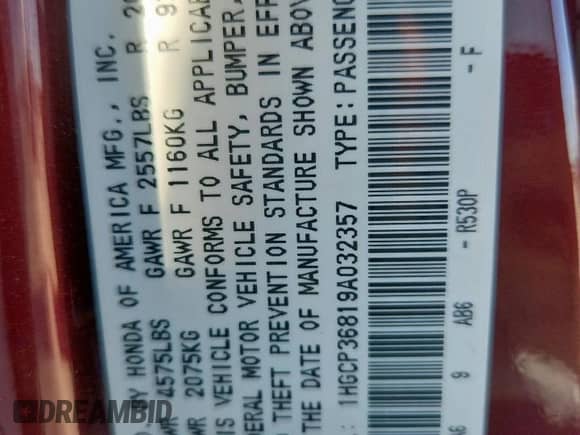 BY HONDA OF AMERICA MFG., INC.
4575LBS GAWR F 2557LBS R
2075KG GAWR F 1160KG R
IS VEHICLE CONFORMS TO ALL APPLICAB
ERAL MOTOR VEHICLE SAFETY, BUMPER,
THEFT PREVENTION STANDARDS IN EFF
THE DATE OF MANUFACTURE SHOWN ABOV
: 1HGCP36819A032357 TYPE: PASSENG
9 AB6 - R530P - F
DREAMBID